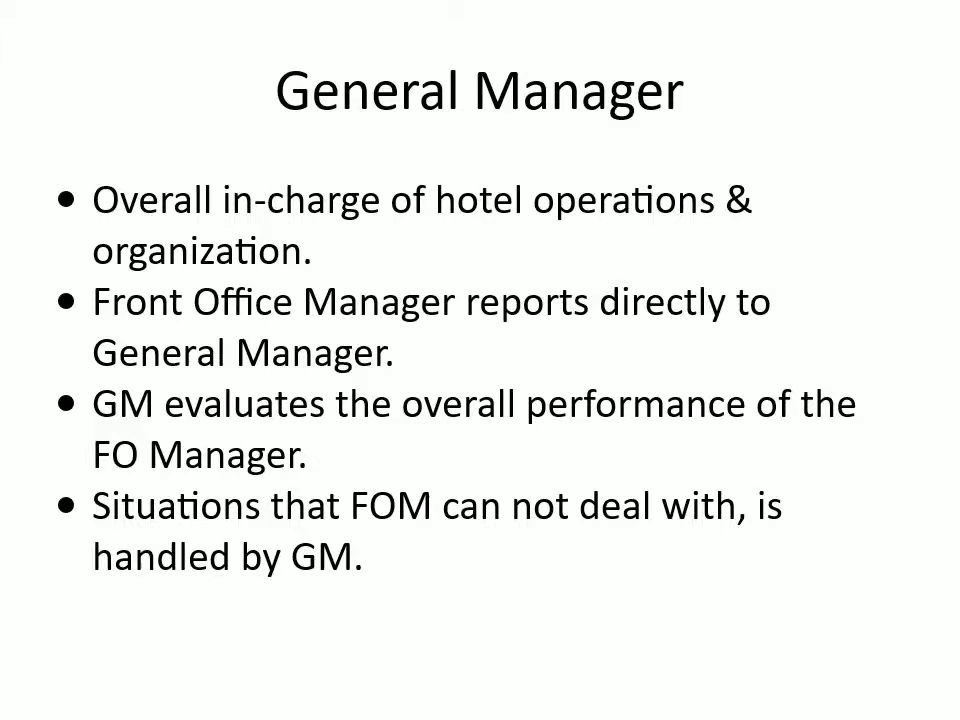 General Manager
• Overall in-charge of hotel operations &
organization.
• Front Office Manager reports directly to
General Manager.
• GM evaluates the overall performance of the
FO Manager.
• Situations that FOM can not deal with, is
handled by GM.